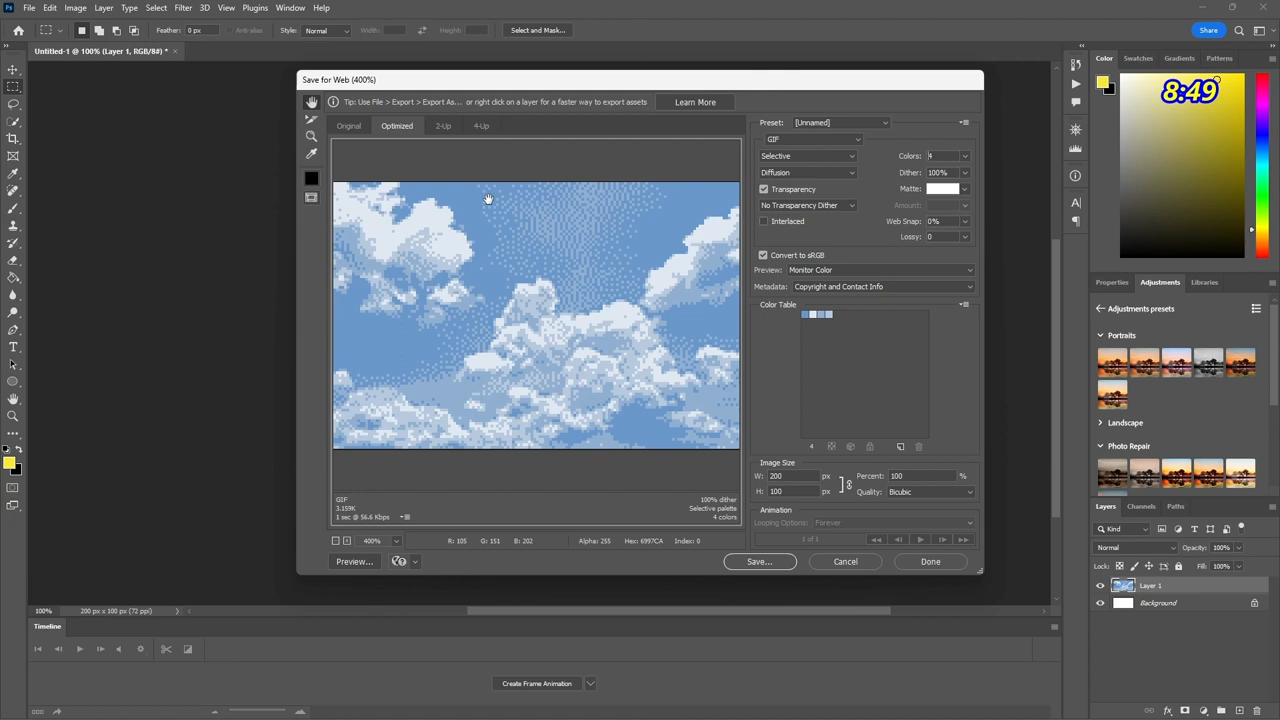 Ps File Edit Image Layer Type Select Filter 3D View Plugins Window Help
Feather: 0 px Anti-alias Style: Normal Width: Height: Select and Mask... Share
Untitled-1 @ 100% (Layer 1, RGB/8#) * ×
Save for Web (400%)
Tip: Use File > Export > Export As... or right click on a layer for a faster way to export assets Learn More
Original Optimized 2-Up 4-Up
Preset: [Unnamed]
GIF
Selective Colors: 4
Diffusion Dither: 100%
Transparency Matte:
No Transparency Dither Amount:
Interlaced Web Snap: 0%
Lossy: 0
Convert to sRGB
Preview: Monitor Color
Metadata: Copyright and Contact Info
Color Table
4
Image Size
W: 200 px Percent: 100 %
H: 100 px Quality: Bicubic
Animation
Looping Options: Forever
1 of 1
GIF 100% dither
3.159K Selective palette
1 sec @ 56.6 Kbps 4 colors
400% R: 105 G: 151 B: 202 Alpha: 255 Hex: 6997CA Index: 0
Preview... Save... Cancel Done
Color Swatches Gradients Patterns
8:49
Properties Adjustments Libraries
Adjustments presets
Portraits
Landscape
Photo Repair
Layers Channels Paths
Kind
Normal Opacity: 100%
Lock: Fill: 100%
Layer 1
Background
100% 200 px x 100 px (72 ppi)
Timeline
Create Frame Animation